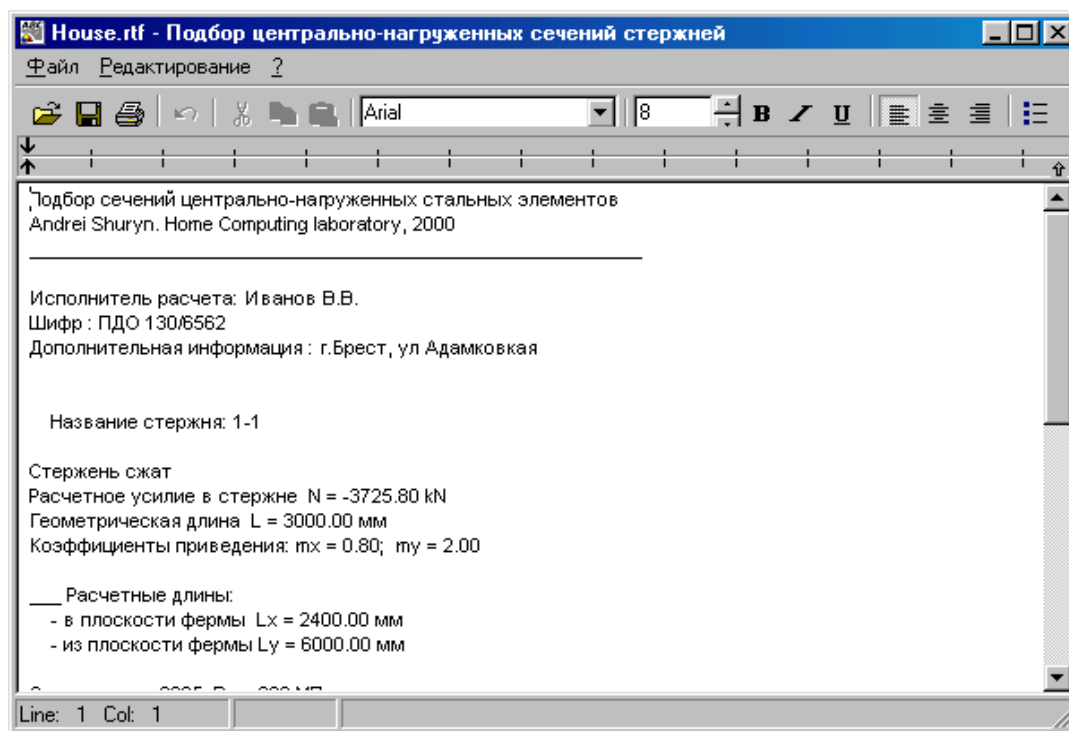 House.rtf - Подбор центрально-нагруженных сечений стержней
Файл Редактирование ?
Arial 8 B I U
Подбор сечений центрально-нагруженных стальных элементов
Andrei Shuryn. Home Computing laboratory, 2000
Исполнитель расчета: Иванов В.В.
Шифр : ПДО 130/6562
Дополнительная информация : г.Брест, ул Адамковкая
Название стержня: 1-1
Стержень сжат
Расчетное усилие в стержне N = -3725.80 kN
Геометрическая длина L = 3000.00 мм
Коэффициенты приведения: mx = 0.80; my = 2.00
___ Расчетные длины:
- в плоскости фермы Lx = 2400.00 мм
- из плоскости фермы Ly = 6000.00 мм
Line: 1 Col: 1